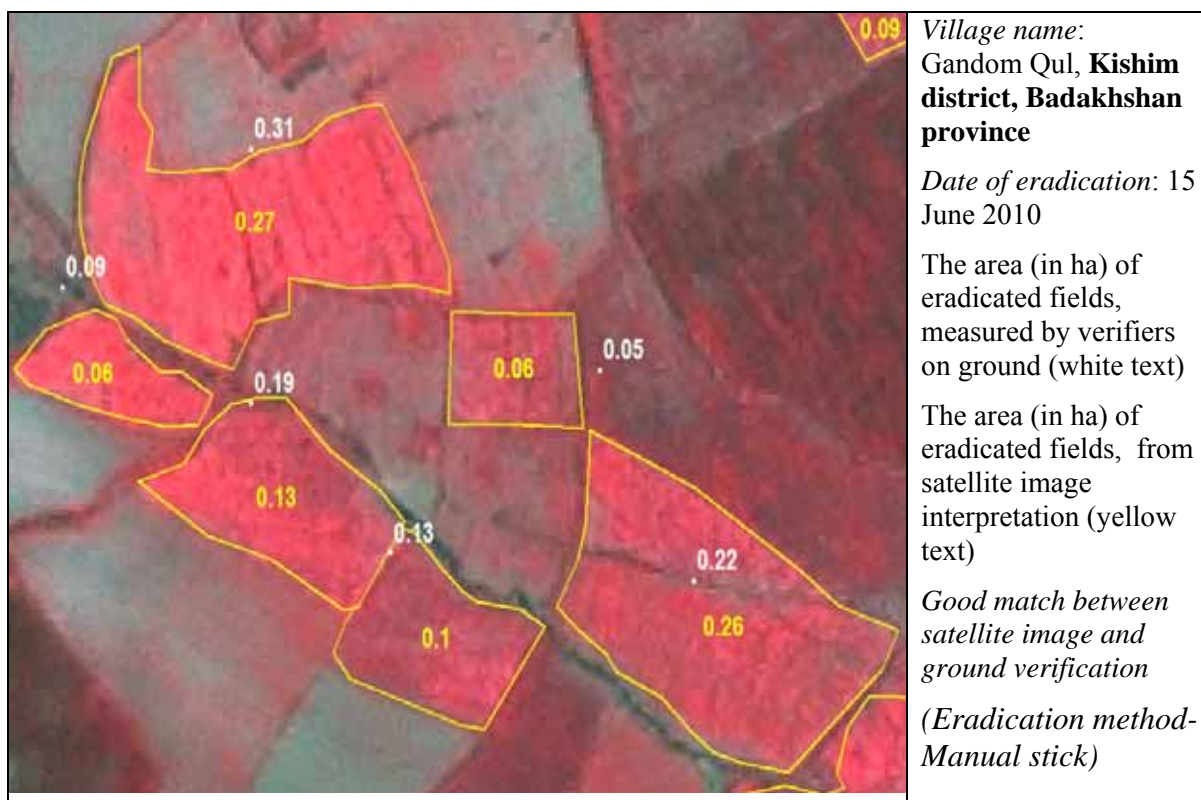 0.09
0.31
0.27
0.09
0.06
0.06
0.05
0.19
0.13
0.13
0.22
0.1
0.26
Village name:
Gandom Qul, Kishim
district, Badakhshan
province
Date of eradication: 15
June 2010
The area (in ha) of
eradicated fields,
measured by verifiers
on ground (white text)
The area (in ha) of
eradicated fields, from
satellite image
interpretation (yellow
text)
Good match between
satellite image and
ground verification
(Eradication method-
Manual stick)